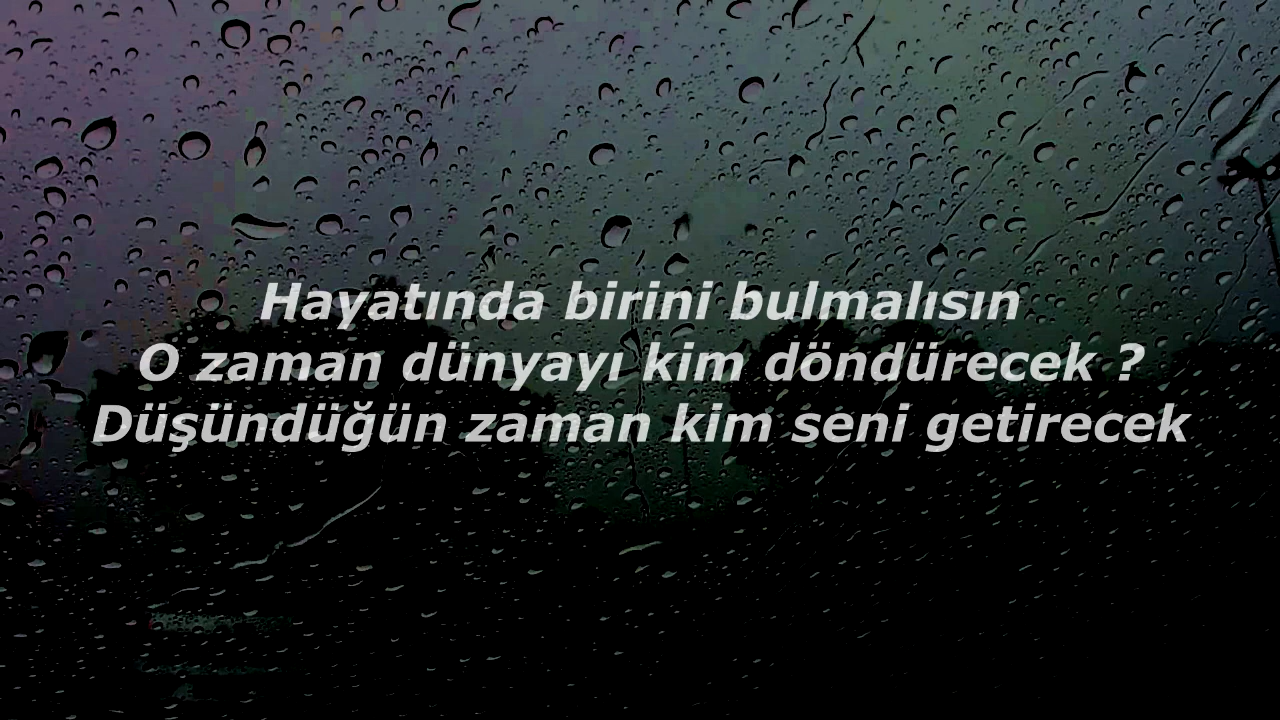 Hayatında birini bulmalısın
O zaman dünyayı kim döndürecek ?
Düşündüğün zaman kim seni getirecek